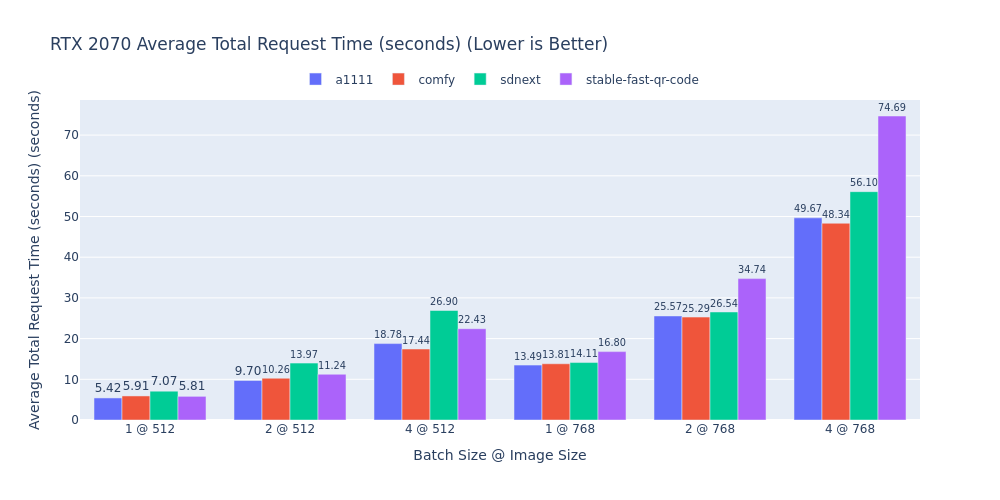 RTX 2070 Average Total Request Time (seconds) (Lower is Better)
a1111 comfy sdnext stable-fast-qr-code
Average Total Request Time (seconds) (seconds)
70
60
50
40
30
20
10
0
5.42 5.91 7.07 5.81
9.70 10.26 13.97 11.24
18.78 17.44 26.90 22.43
13.49 13.81 14.11 16.80
25.57 25.29 26.54 34.74
49.67 48.34 56.10 74.69
1 @ 512 2 @ 512 4 @ 512 1 @ 768 2 @ 768 4 @ 768
Batch Size @ Image Size